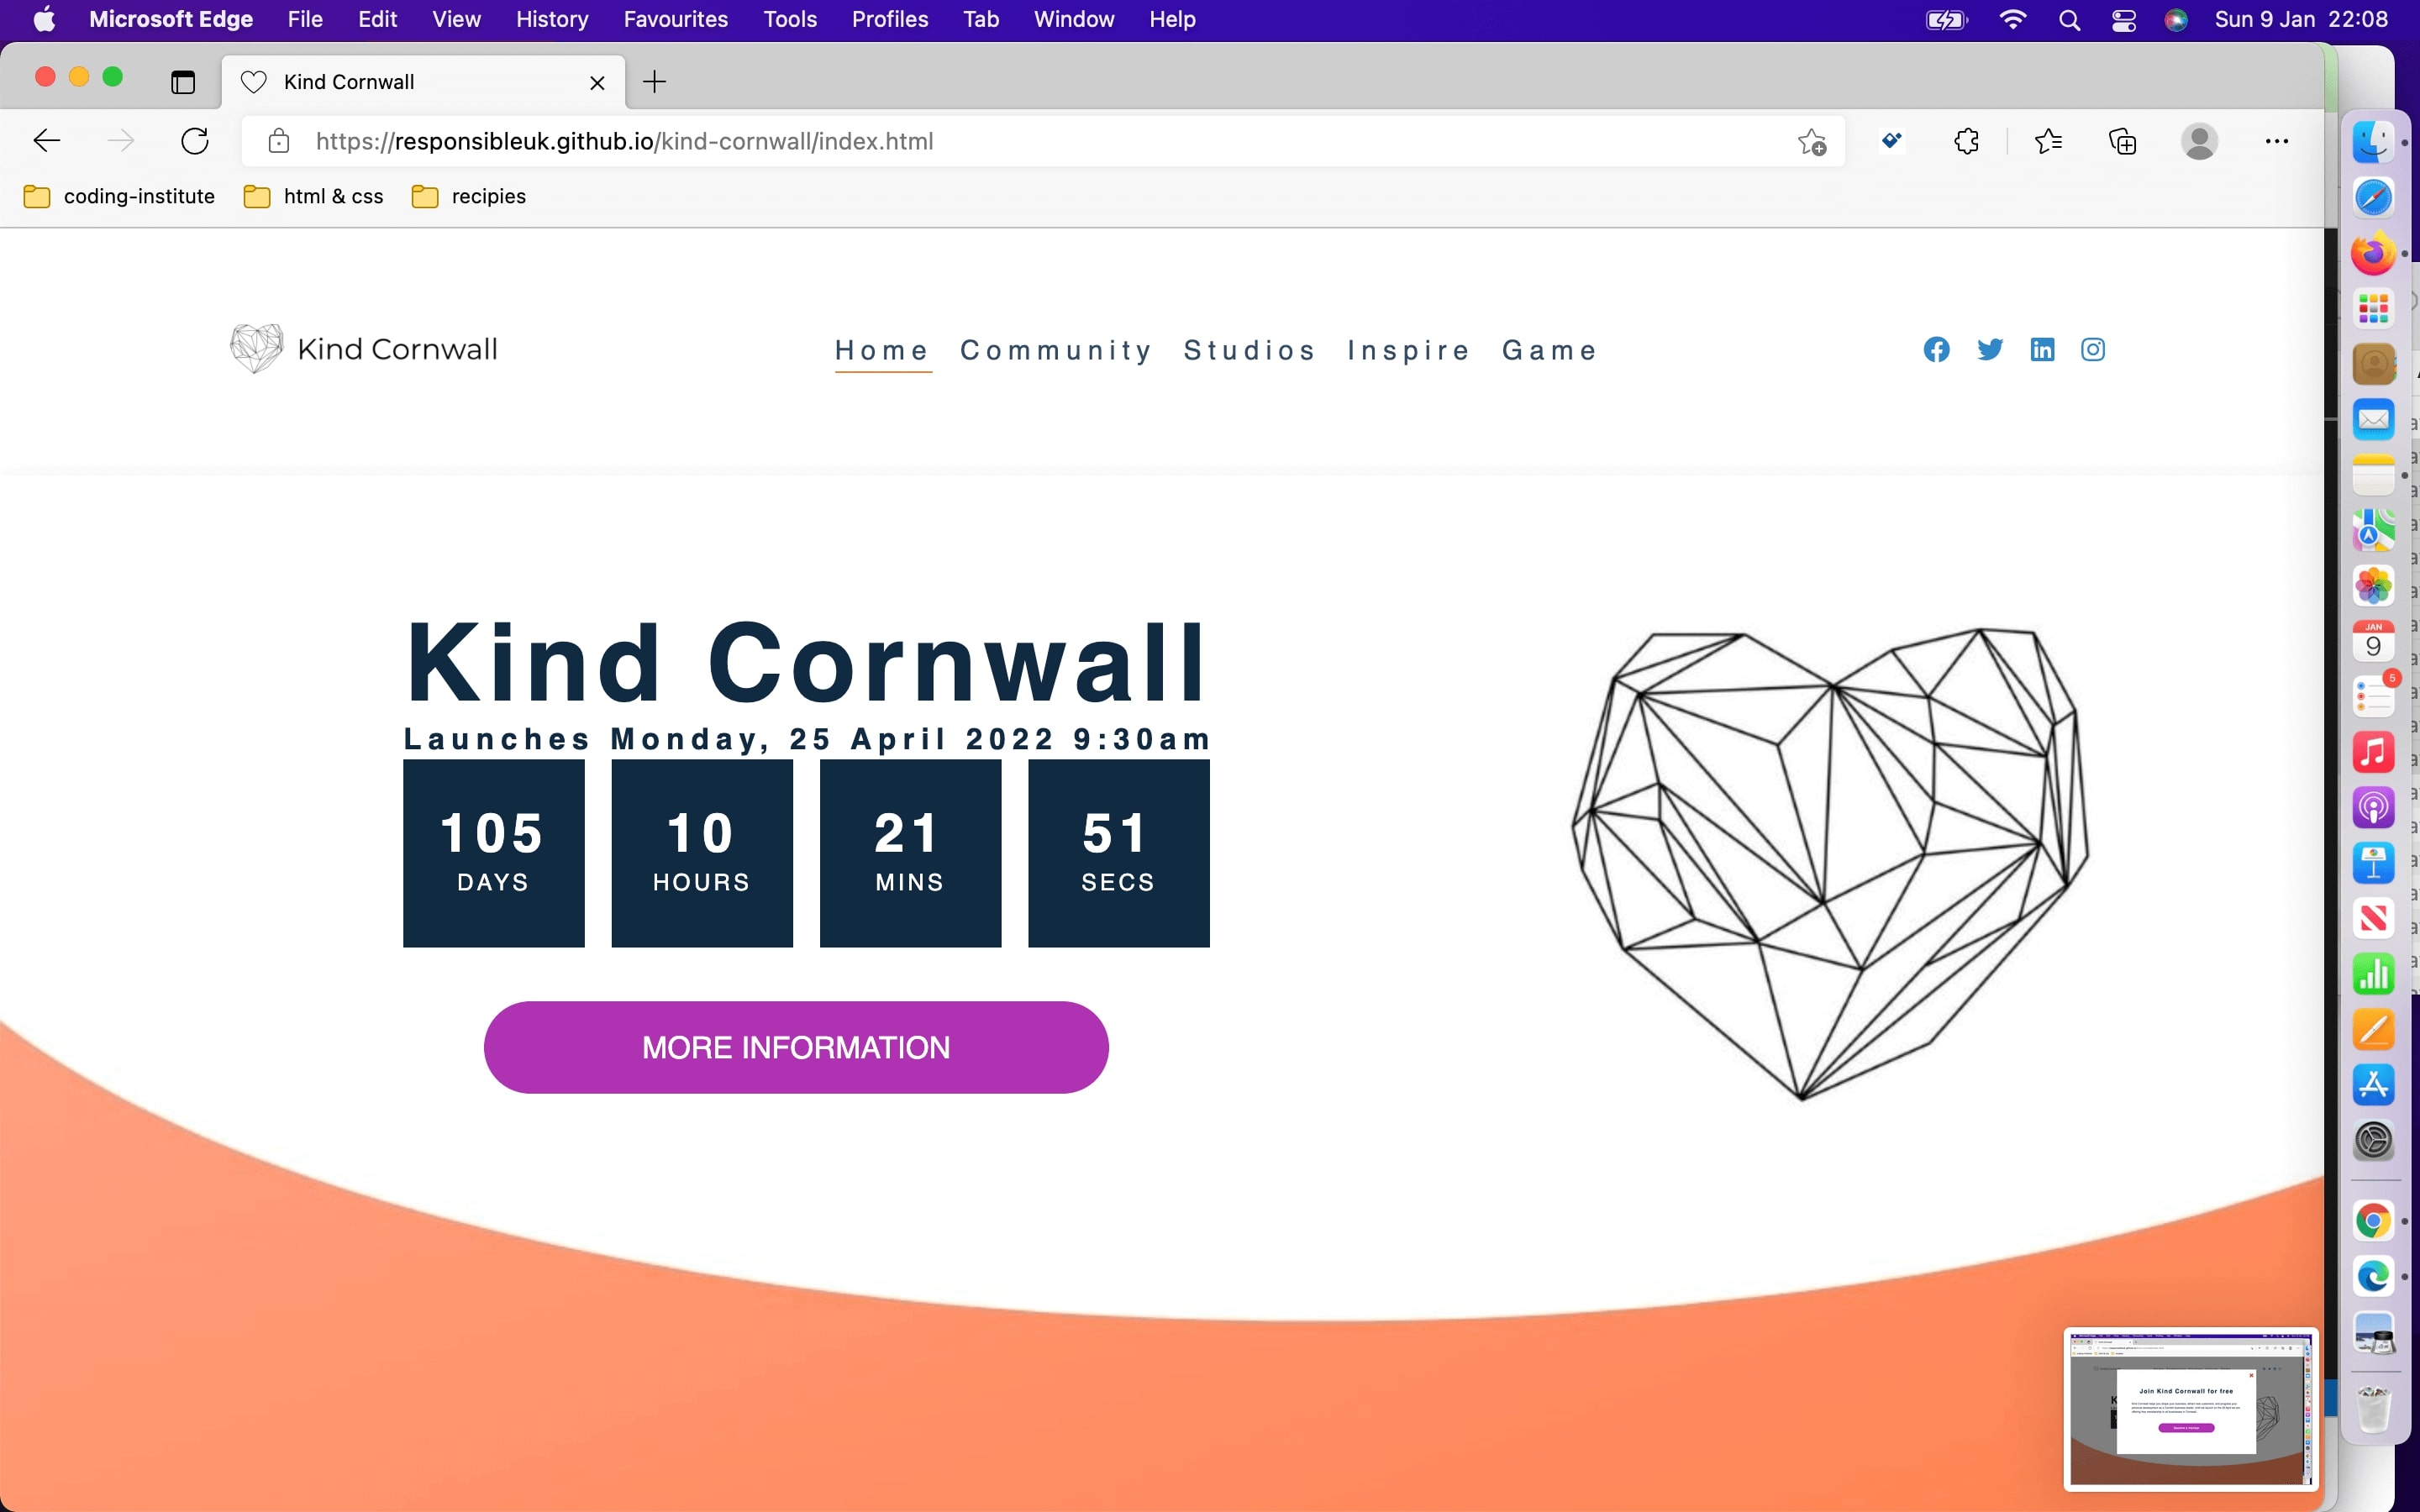 Microsoft Edge File Edit View History Favourites Tools Profiles Tab Window Help Sun 9 Jan 22:08
Kind Cornwall
https://responsibleuk.github.io/kind-cornwall/index.html
coding-institute html & css recipies
Kind Cornwall Home Community Studios Inspire Game
Kind Cornwall
Launches Monday, 25 April 2022 9:30am
105 10 21 51
DAYS HOURS MINS SECS
MORE INFORMATION
JAN
9
5
Join Kind Cornwall for free